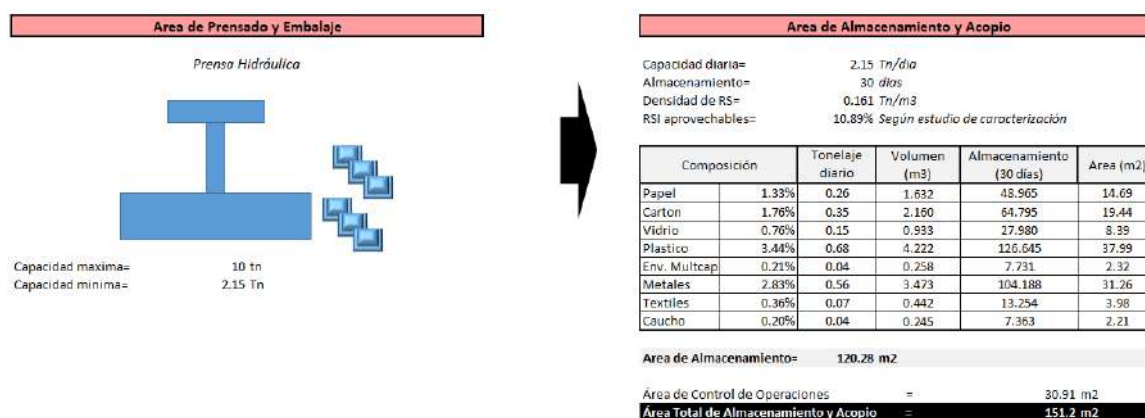 Area de Prensado y Embalaje
Prensa Hidráulica
Capacidad maxima= 10 tn
Capacidad minima= 2.15 Tn
Area de Almacenamiento y Acopio
Capacidad diaria= 2.15 Tn/dia
Almacenamiento= 30 dias
Densidad de RS= 0.161 Tn/m3
RSI aprovechables= 10.89% Según estudio de caracterización
Composición Tonelaje diario Volumen (m3) Almacenamiento (30 días) Area (m2)
Papel 1.33% 0.26 1.632 48.965 14.69
Carton 1.76% 0.35 2.160 64.795 19.44
Vidrio 0.76% 0.15 0.933 27.980 8.39
Plastico 3.44% 0.68 4.222 126.645 37.99
Env. Multcap 0.21% 0.04 0.258 7.731 2.32
Metales 2.83% 0.56 3.473 104.188 31.26
Textiles 0.36% 0.07 0.442 13.254 3.98
Caucho 0.20% 0.04 0.245 7.363 2.21
Area de Almacenamiento= 120.28 m2
Área de Control de Operaciones = 30.91 m2
Área Total de Almacenamiento y Acopio = 151.2 m2